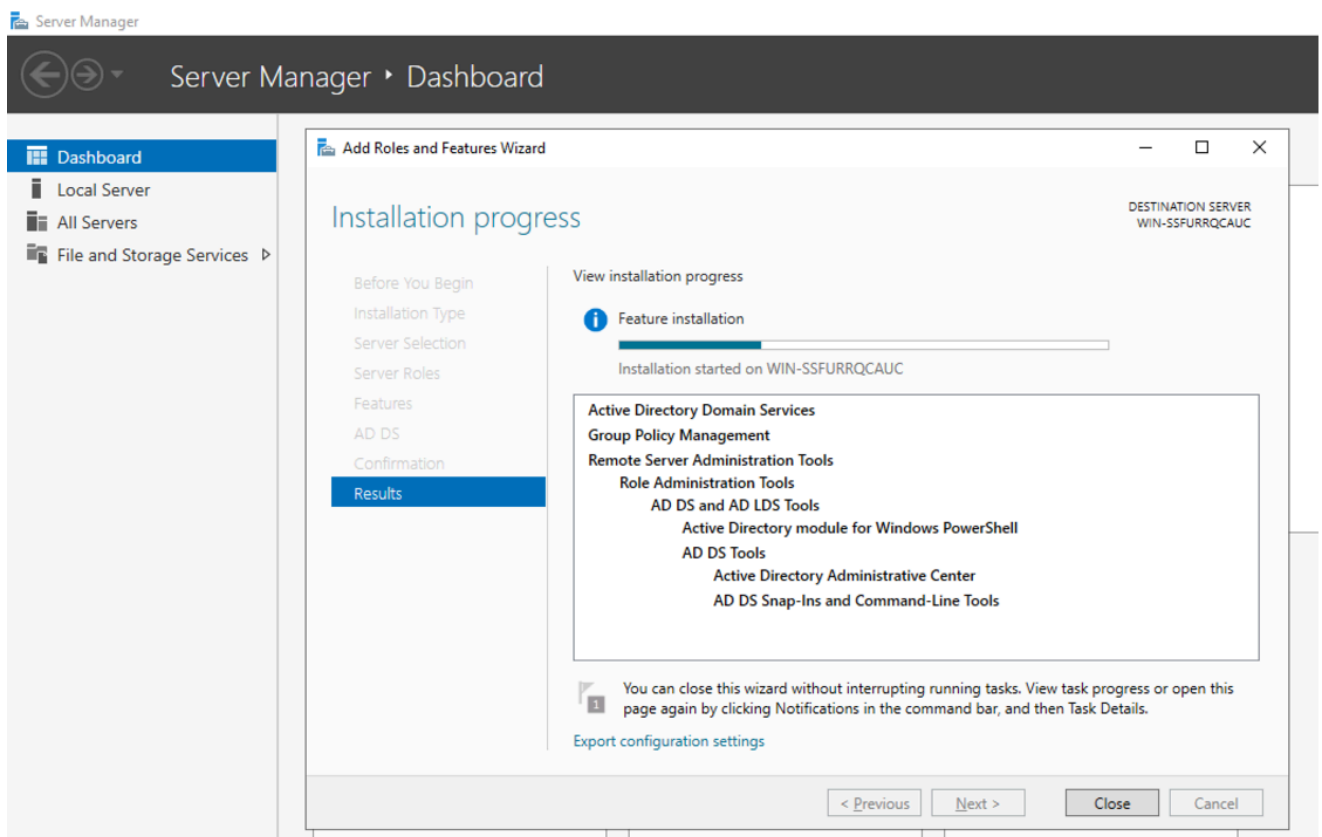 Server Manager
Server Manager ‣ Dashboard
Dashboard
Local Server
All Servers
File and Storage Services
Add Roles and Features Wizard
Installation progress
DESTINATION SERVER
WIN-SSFURRQCAUC
Before You Begin
Installation Type
Server Selection
Server Roles
Features
AD DS
Confirmation
Results
View installation progress
Feature installation
Installation started on WIN-SSFURRQCAUC
Active Directory Domain Services
Group Policy Management
Remote Server Administration Tools
Role Administration Tools
AD DS and AD LDS Tools
Active Directory module for Windows PowerShell
AD DS Tools
Active Directory Administrative Center
AD DS Snap-Ins and Command-Line Tools
1
You can close this wizard without interrupting running tasks. View task progress or open this
page again by clicking Notifications in the command bar, and then Task Details.
Export configuration settings
< Previous
Next >
Close
Cancel